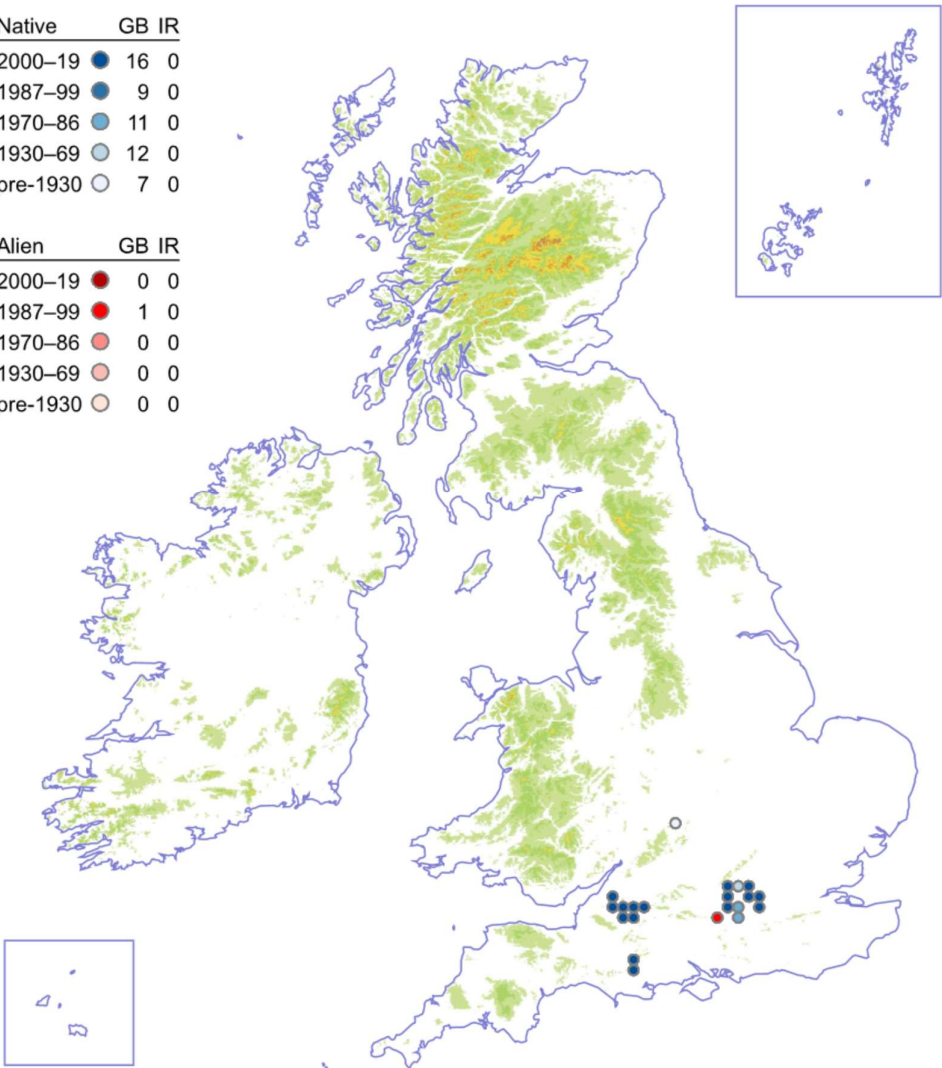 Native GB IR
2000–19 16 0
1987–99 9 0
1970–86 11 0
1930–69 12 0
pre-1930 7 0
Alien GB IR
2000–19 0 0
1987–99 1 0
1970–86 0 0
1930–69 0 0
pre-1930 0 0